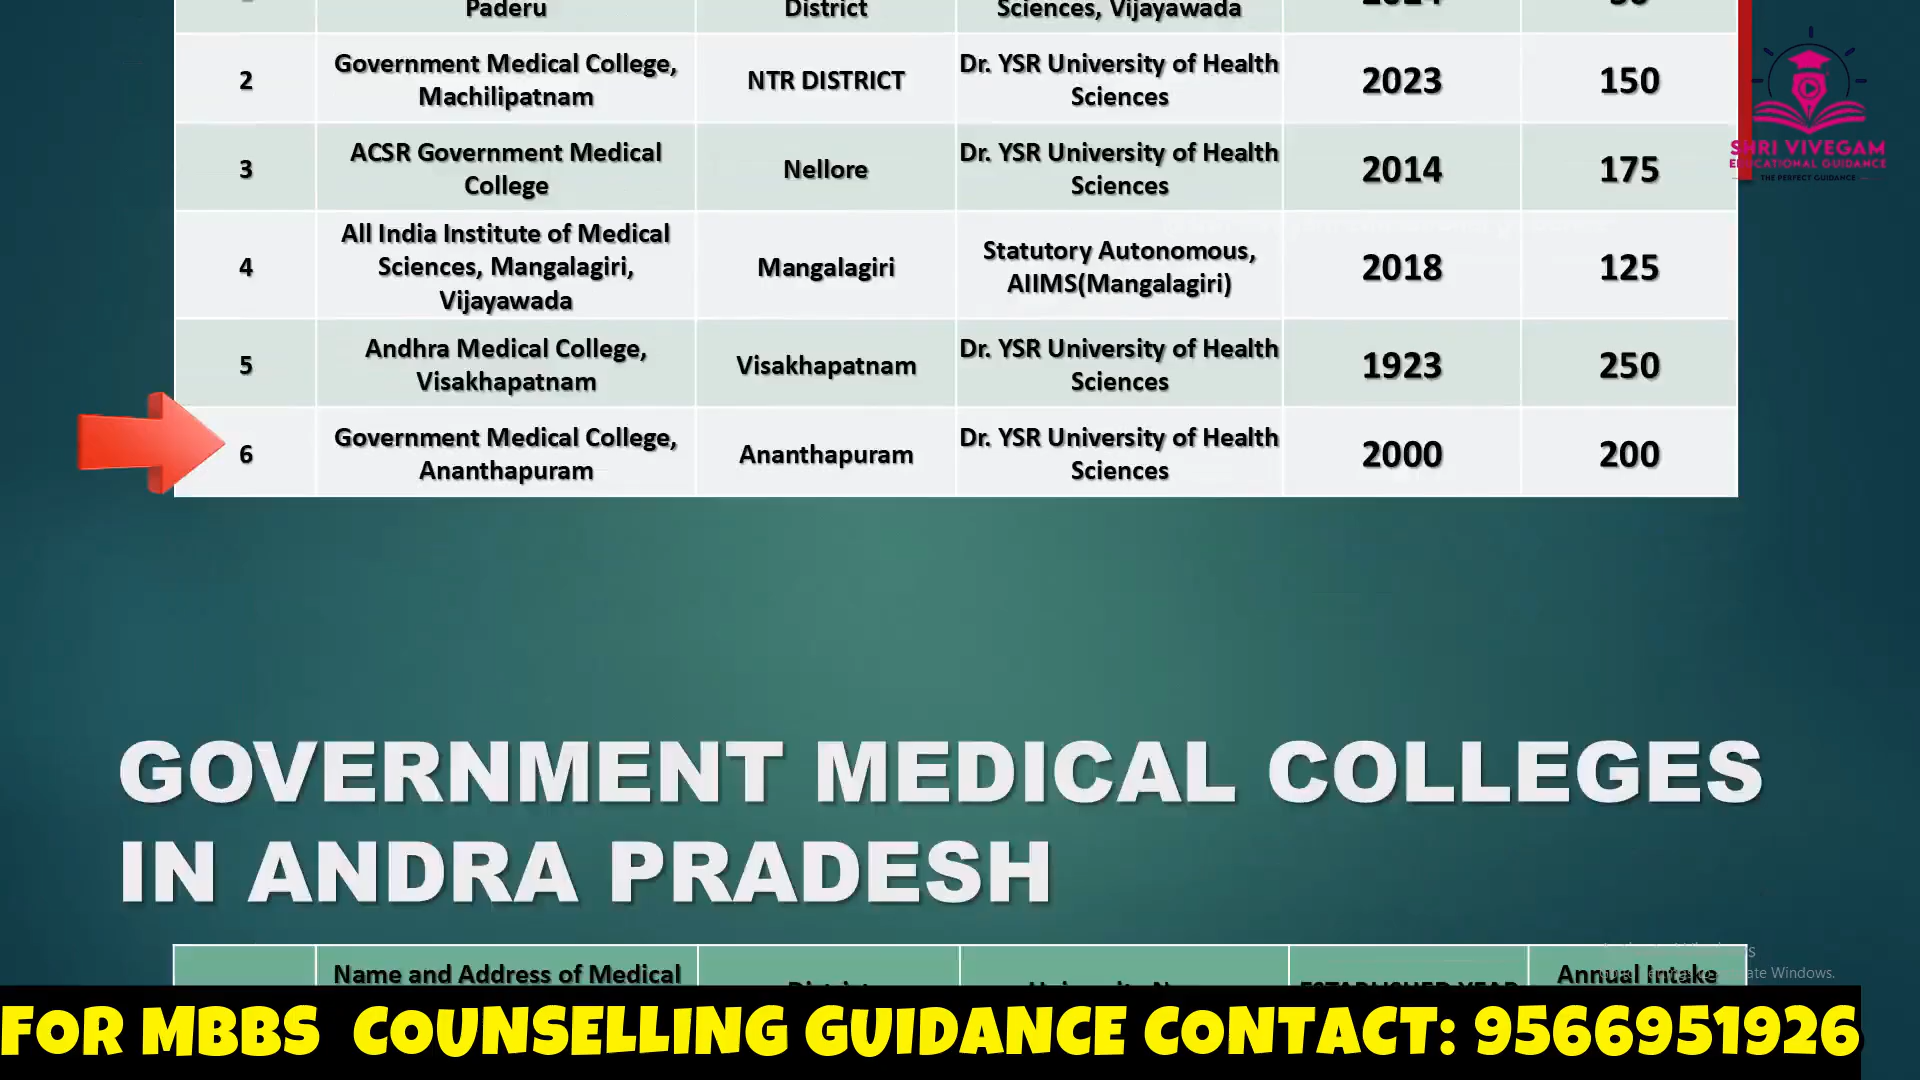 Paderu
District
Sciences, Vijayawada
2
Government Medical College,
Machilipatnam
NTR DISTRICT
Dr. YSR University of Health
Sciences
2023
150
3
ACSR Government Medical
College
Nellore
Dr. YSR University of Health
Sciences
2014
175
4
All India Institute of Medical
Sciences, Mangalagiri,
Vijayawada
Mangalagiri
Statutory Autonomous,
AIIMS(Mangalagiri)
2018
125
5
Andhra Medical College,
Visakhapatnam
Visakhapatnam
Dr. YSR University of Health
Sciences
1923
250
6
Government Medical College,
Ananthapuram
Ananthapuram
Dr. YSR University of Health
Sciences
2000
200
SHRI VIVEGAM
EDUCATIONAL GUIDANCE
THE PERFECT GUIDANCE
GOVERNMENT MEDICAL COLLEGES
IN ANDRA PRADESH
Name and Address of Medical
Annual Intake
Windows.
FOR MBBS COUNSELLING GUIDANCE CONTACT: 9566951926